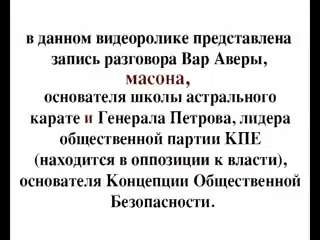 в данном видеоролике представлена
запись разговора Вар Аверы,
масона,
основателя школы астрального
карате и Генерала Петрова, лидера
общественной партии КПЕ
(находится в оппозиции к власти),
основателя Концепции Общественной
Безопасности.